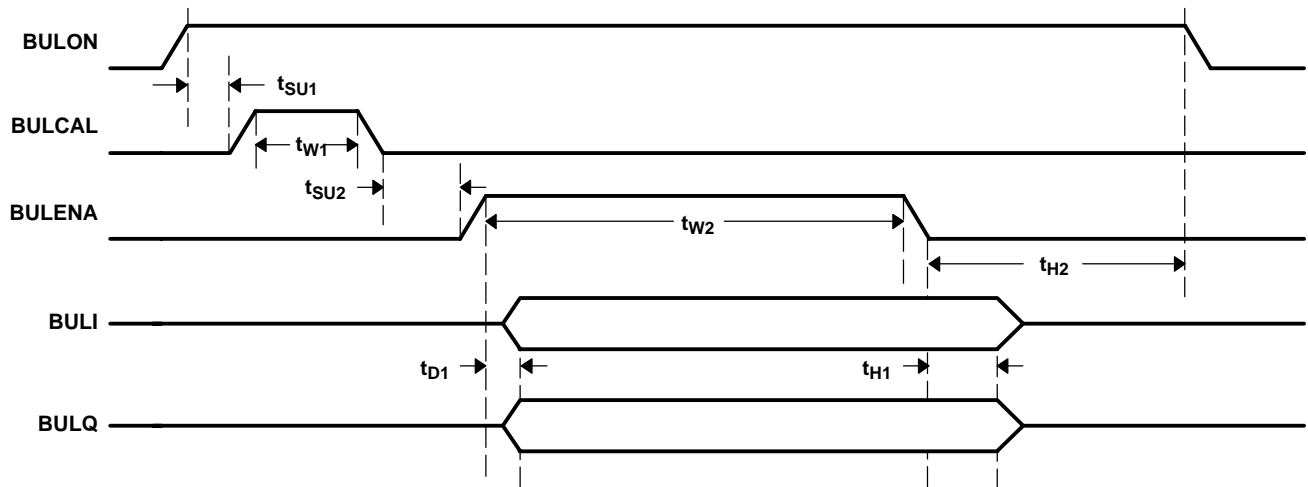 BULON
tSU1
BULCAL
tW1
tSU2
BULENA
tW2
tH2
BULI
tD1
tH1
BULQ